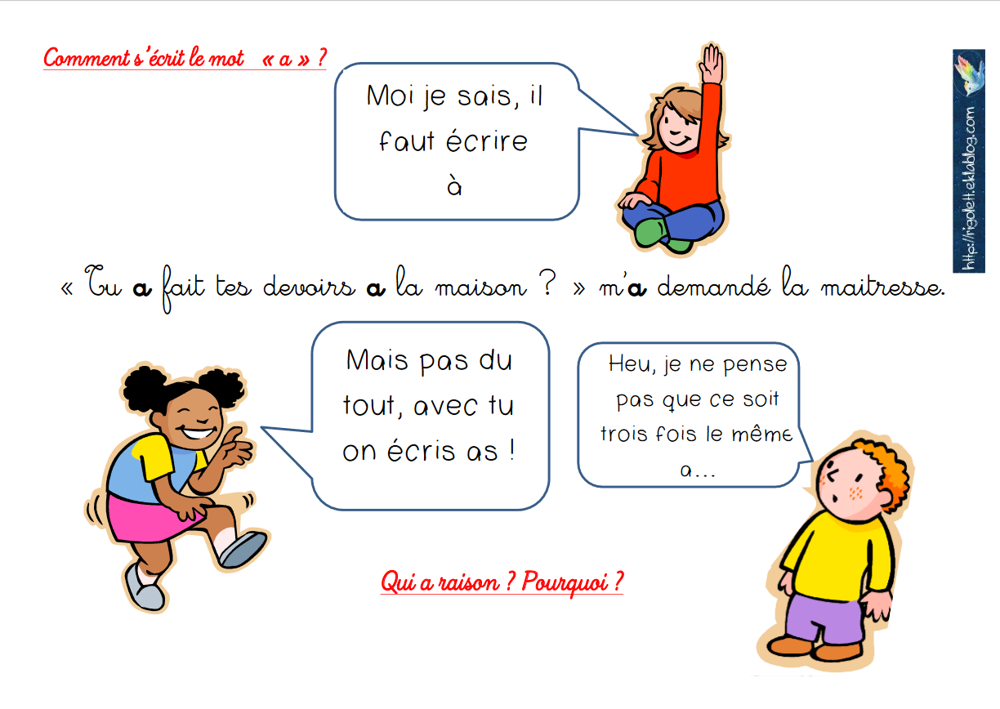 Comment s'écrit le mot « a » ?
Moi je sais, il
faut écrire
à
http://rigolett.eklablog.com
« Tu a fait tes devoirs a la maison ? » m'a demandé la maitresse.
Mais pas du
tout, avec tu
on écris as !
Heu, je ne pense
pas que ce soit
trois fois le même
a...
Qui a raison ? Pourquoi ?